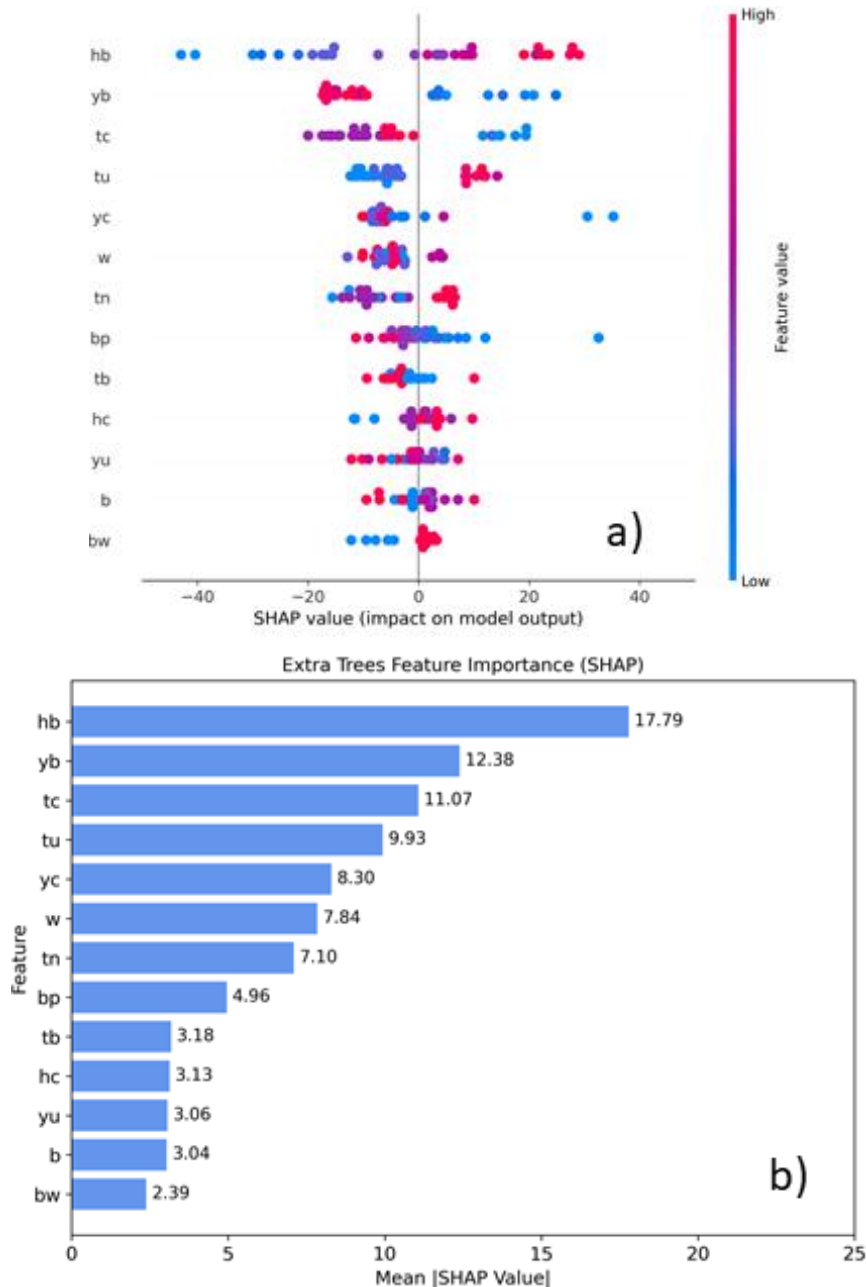 High
hb
yb
tc
tu
yc
w
tn
bp
tb
hc
yu
b
bw
Feature value
a)
Low
−40 −20 0 20 40
SHAP value (impact on model output)
Extra Trees Feature Importance (SHAP)
hb 17.79
yb 12.38
tc 11.07
tu 9.93
yc 8.30
w 7.84
tn 7.10
bp 4.96
tb 3.18
hc 3.13
yu 3.06
b 3.04
bw 2.39
Feature
b)
0 5 10 15 20 25
Mean |SHAP Value|